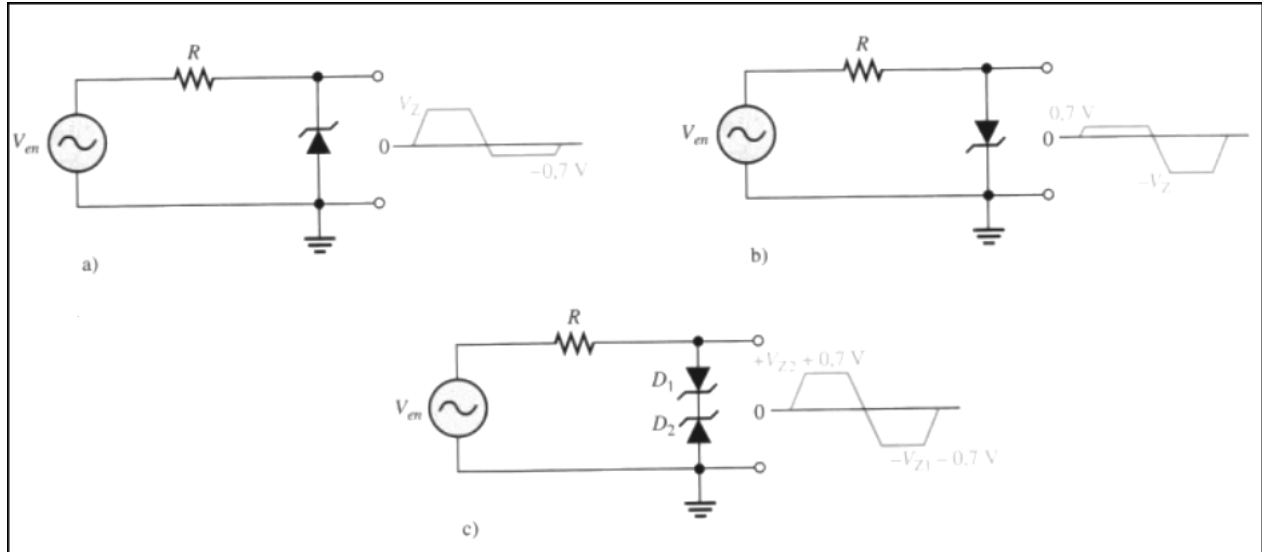 R
V_en
V_Z
0
−0,7 V
a)
R
V_en
0,7 V
0
−V_Z
b)
R
V_en
D_1
D_2
+V_Z2 + 0,7 V
0
−V_Z1 − 0,7 V
c)